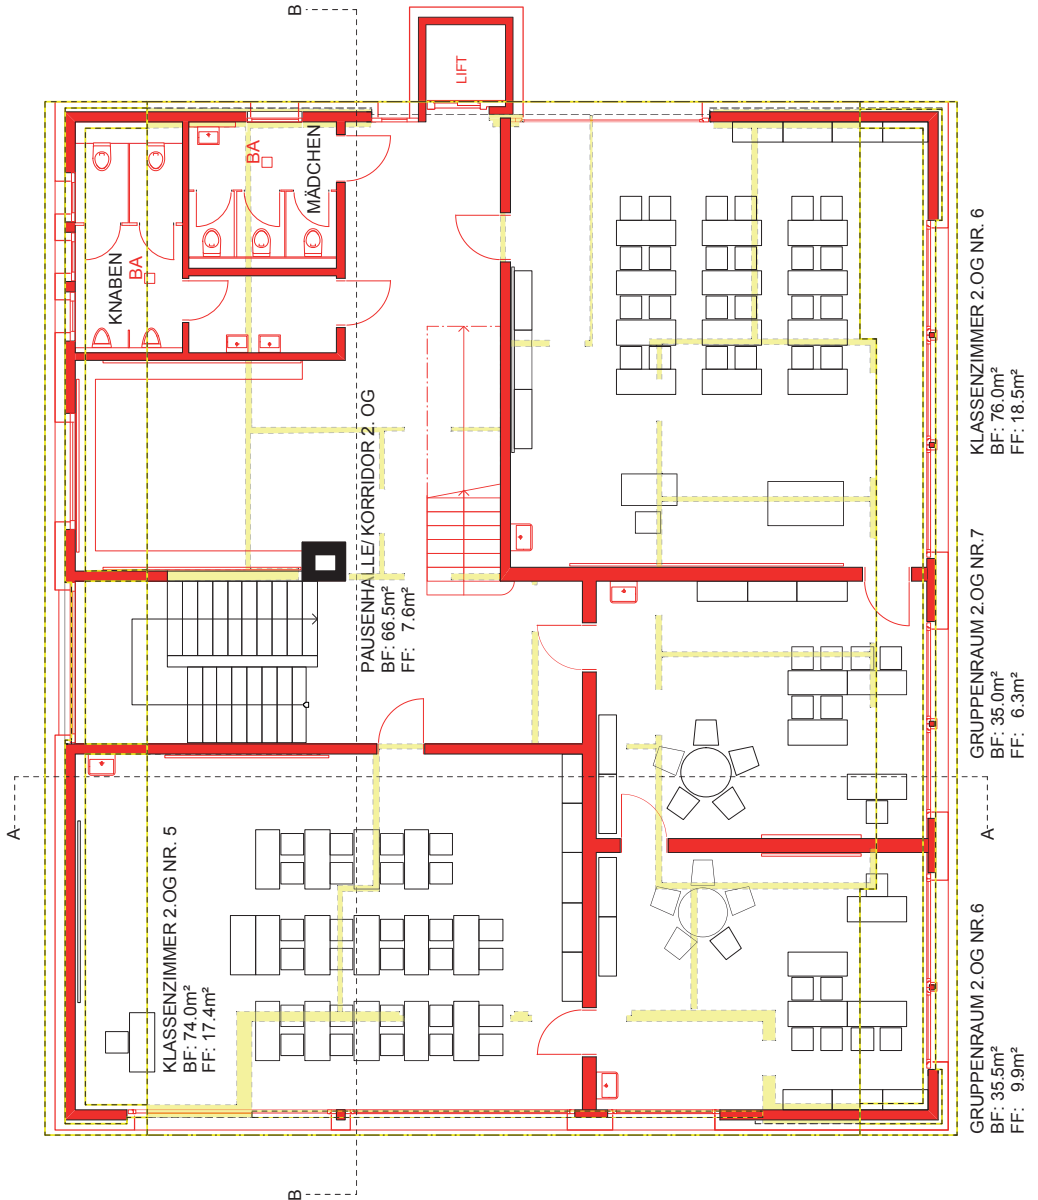 B
LIFT
BA
MÄDCHEN
KNABEN
BA
PAUSENHALLE/ KORRIDOR 2. OG
BF: 66.5m²
FF: 7.6m²
KLASSENZIMMER 2.OG NR. 6
BF: 76.0m²
FF: 18.5m²
A
KLASSENZIMMER 2.OG NR. 5
BF: 74.0m²
FF: 17.4m²
GRUPPENRAUM 2.OG NR.7
BF: 35.0m²
FF: 6.3m²
A
GRUPPENRAUM 2.OG NR.6
BF: 35.5m²
FF: 9.9m²
B